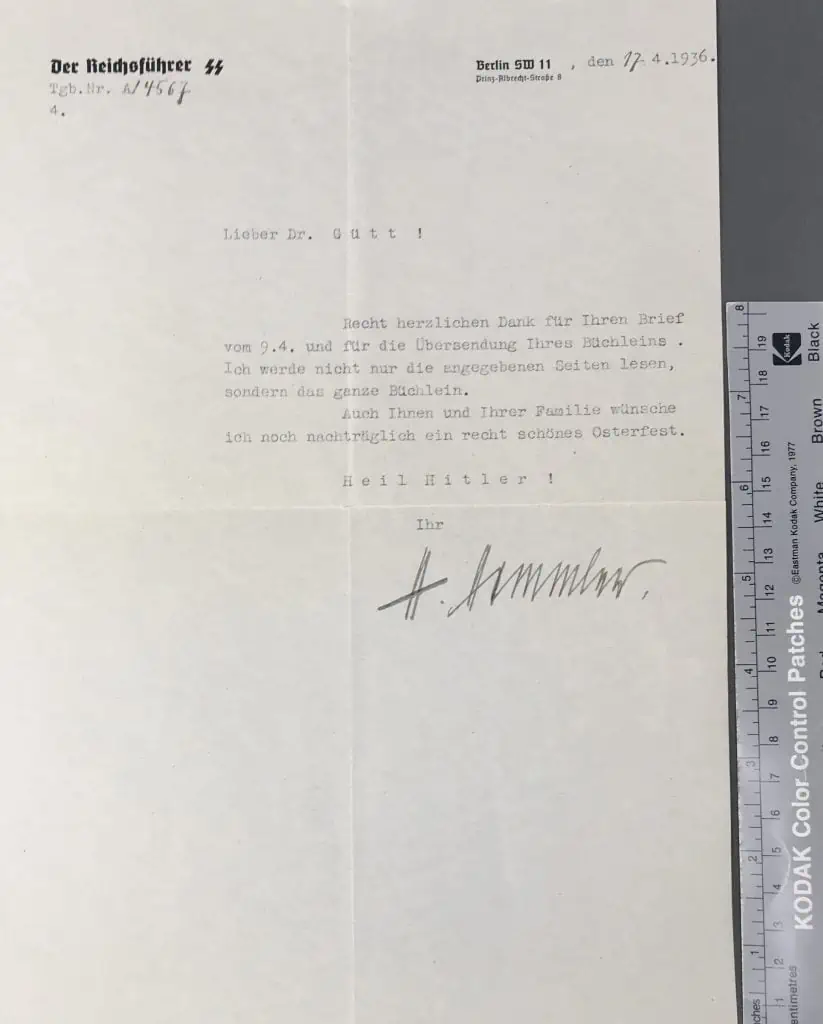 Der Reichsführer SS
Tgb.Nr. A/4567
4.
Berlin SW 11 , den 17. 4.1936.
Prinz-Albrecht-Straße 8
Lieber Dr. G ü t t !
Recht herzlichen Dank für Ihren Brief
vom 9.4. und für die Übersendung Ihres Büchleins .
Ich werde nicht nur die angegebenen Seiten lesen,
sondern das ganze Büchlein.
Auch Ihnen und Ihrer Familie wünsche
ich noch nachträglich ein recht schönes Osterfest.
H e i l H i t l e r !
Ihr
H. Himmler.
KODAK Color Control Patches
©Eastman Kodak Company, 1977
Kodak
Black
Brown
White
Magenta
8 7 6 5 4 3 2 1
19 18 17 16 15 14 13 12 11 10 9 8 7 6 5 4 3 2 1